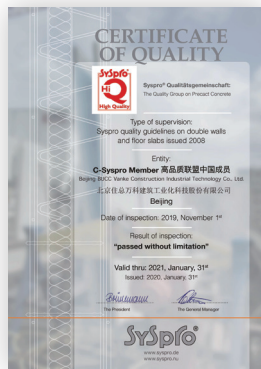 CERTIFICATE
OF QUALITY
SySpro
Hi Q
High Quality
Syspro® Qualitätsgemeinschaft:
The Quality Group on Precast Concrete
Type of supervision:
Syspro quality guidelines on double walls
and floor slabs issued 2008
Entity:
C-Syspro Member 高品质联盟中国成员
Beijing BUCC Vanke Construction Industrial Technology Co., Ltd.
北京住总万科建筑工业化科技股份有限公司
Beijing
Date of inspection: 2019, November 1st
Result of inspection:
"passed without limitation"
Valid thru: 2021, January, 31st
Issued: 2020, January, 31st
The President
The General Manager
SySpro
www.syspro.de
www.syspro.nu